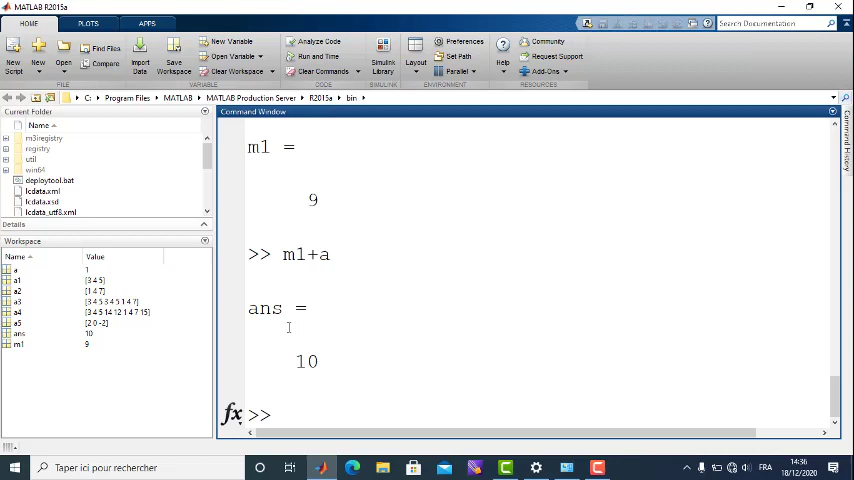 MATLAB R2015a
HOME PLOTS APPS
Search Documentation
New Script
New
Open
Find Files
Compare
Import Data
Save Workspace
New Variable
Open Variable
Clear Workspace
Analyze Code
Run and Time
Clear Commands
Simulink Library
Layout
Preferences
Set Path
Parallel
Help
Community
Request Support
Add-Ons
FILE VARIABLE CODE SIMULINK ENVIRONMENT RESOURCES
C: Program Files MATLAB MATLAB Production Server R2015a bin
Current Folder
Name
m3iregistry
registry
util
win64
deploytool.bat
lcdata.xml
lcdata.xsd
lcdata_utf8.xml
Details
Workspace
Name Value
a 1
a1 [3 4 5]
a2 [1 4 7]
a3 [3 4 5 3 4 5 1 4 7]
a4 [3 4 5 14 12 1 4 7 15]
a5 [2 0 -2]
ans 10
m1 9
Command Window
m1 =
9
>> m1+a
ans =
10
fx >>
Command History
Taper ici pour rechercher
FRA
14:36
18/12/2020